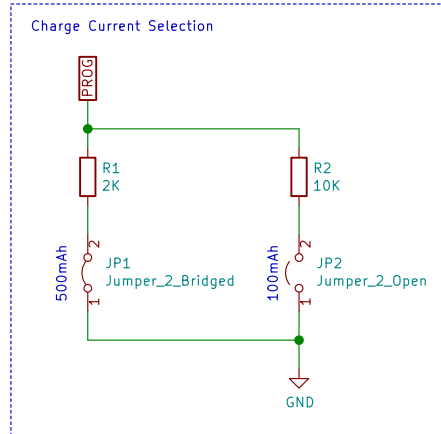 Charge Current Selection
PROG
R1
2K
R2
10K
500mAh
2
JP1
Jumper_2_Bridged
1
100mAh
2
JP2
Jumper_2_Open
1
GND